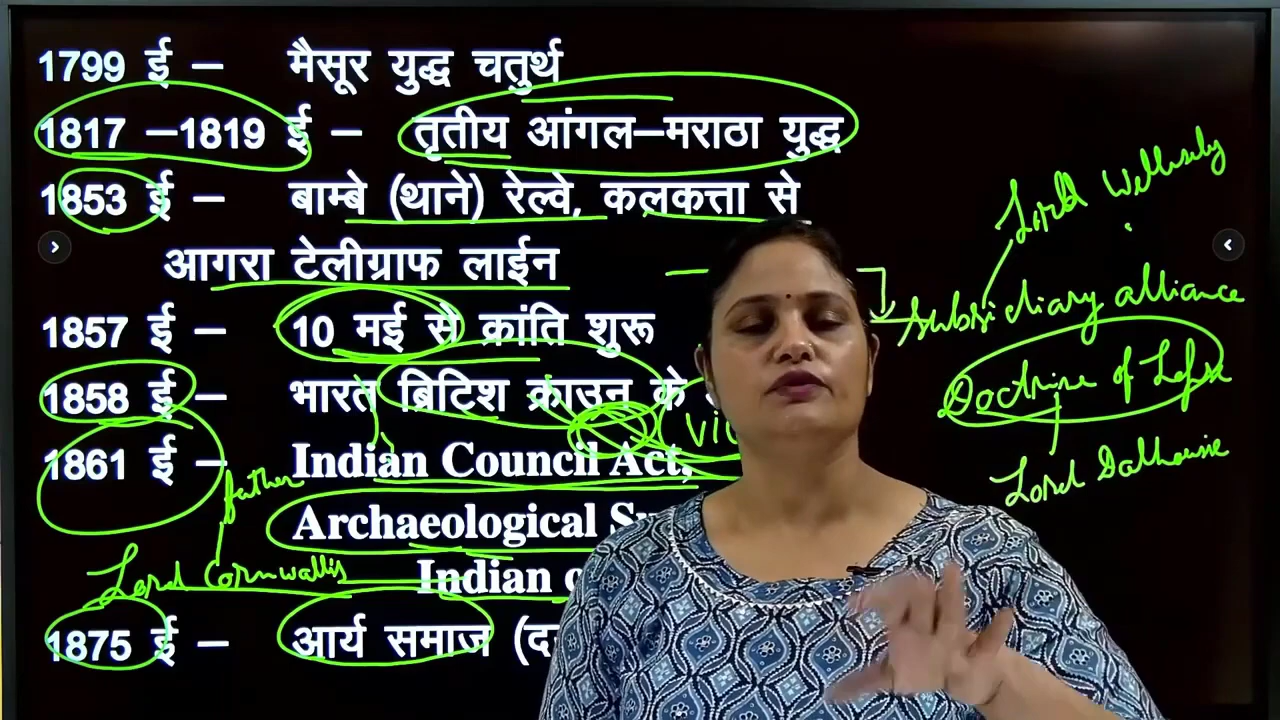 1799 ई – मैसूर युद्ध चतुर्थ
1817 –1819 ई – तृतीय आंगल–मराठा युद्ध
1853 ई – बाम्बे (थाने) रेल्वे, कलकत्ता से
आगरा टेलीग्राफ लाईन
1857 ई – 10 मई से क्रांति शुरू
1858 ई – भारत ब्रिटिश क्राउन के
1861 ई – Indian Council Act,
Archaeological
Indian
1875 ई – आर्य समाज
father
Lord Cornwallis
Lord Wellesely
Subsidiary alliance
Doctrine of Lapse
Lord Dalhousie